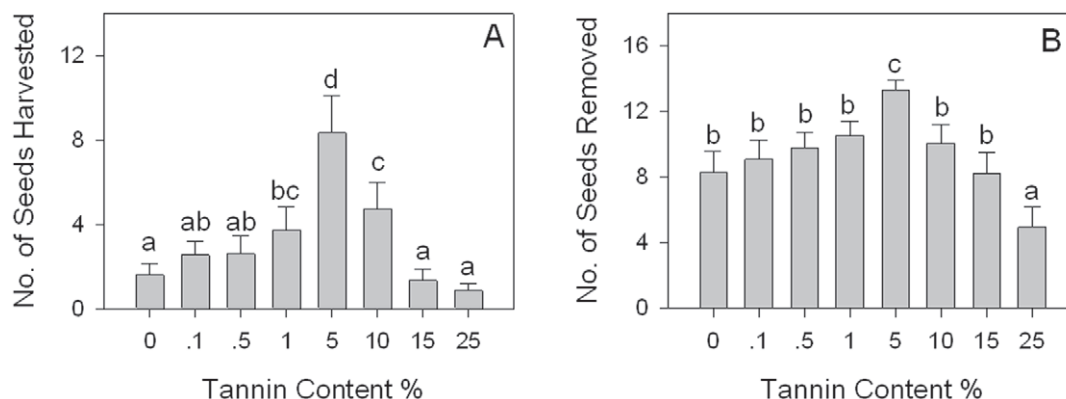 A
No. of Seeds Harvested
12
8
4
0
a
ab
ab
bc
d
c
a
a
0 .1 .5 1 5 10 15 25
Tannin Content %
B
No. of Seeds Removed
16
12
8
4
0
b
b
b
b
c
b
b
a
0 .1 .5 1 5 10 15 25
Tannin Content %